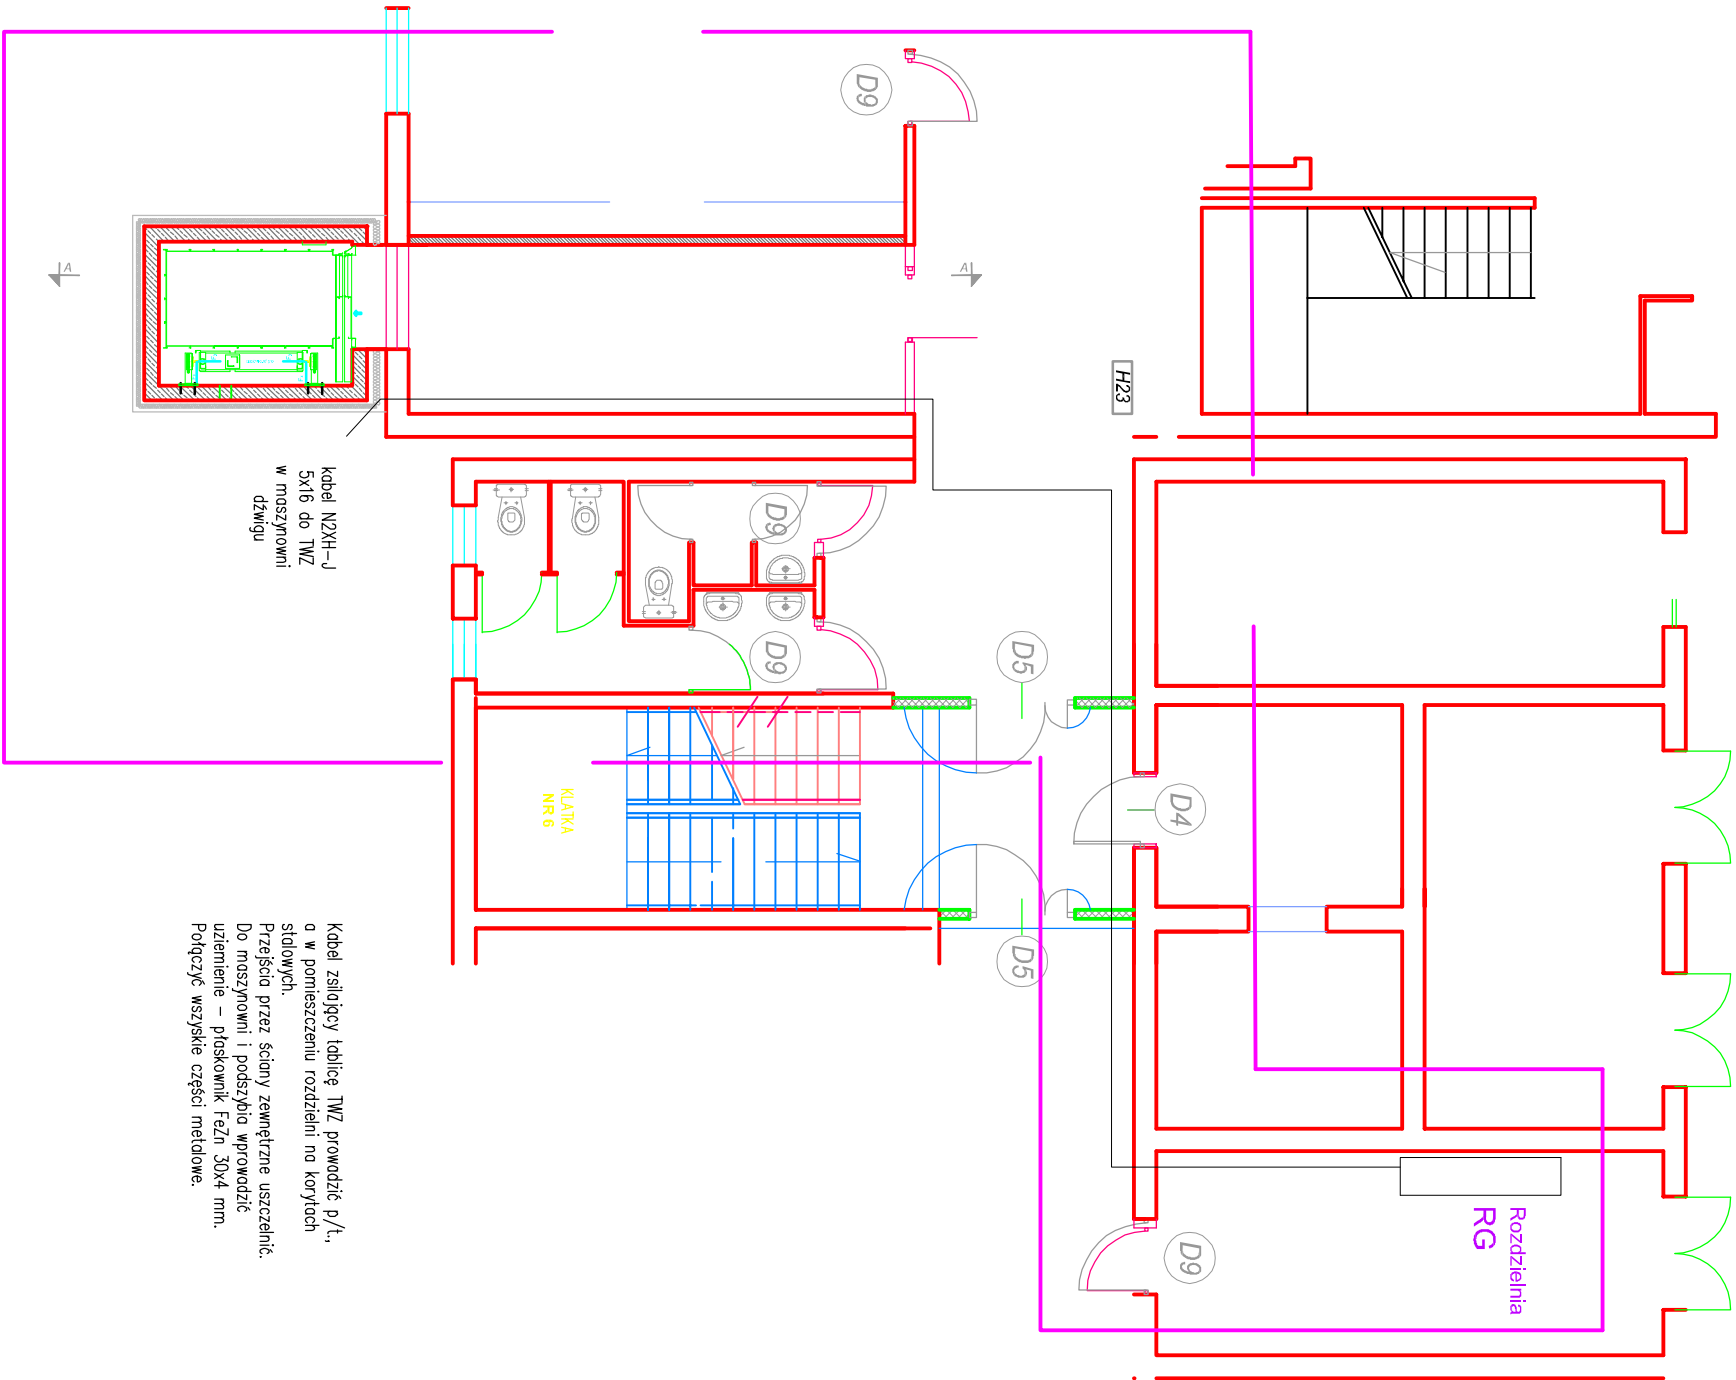 D9
A
A
H23
kabel N2XH-J
5x16 do TWZ
w maszynowni
dźwigu
D9
D9
D5
D4
KLATKA
NR 6
D5
Kabel zsilający tablicę TWZ prowadzić p/t.,
a w pomieszczeniu rozdzielni na korytach
stalowych.
Przejścia przez ściany zewnętrzne uszczelnić.
Do maszynowni i podszybia wprowadzić
uziemienie - płaskownik FeZn 30x4 mm.
Połączyć wszyskie części metalowe.
Rozdzielnia
RG
D9